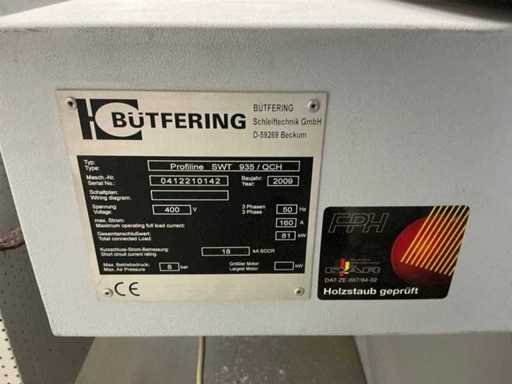 BÜTFERING
BÜTFERING
Schleiftechnik GmbH
D-59269 Beckum
Typ:
Type: Profiline SWT 935 / QCH
Masch.-Nr. Baujahr:
Serial No.: 0412210142 Year: 2009
Schaltplan:
Wiring diagram:
Spannung 3 Phasen
Voltage: 400 V 3 Phase 50 Hz
max. Strom:
Maximum operating full load current: 160 A
Gesamtanschlußwert:
Total connected Load: 81 kW
Kurzschluss-Strom-Bemessung
Short circuit current rating: 18 kA SCCR
Max. Betriebsdruck: Größter Motor
Max. Air Pressure 8 bar Largest Motor kW
CE
FPH
Holzstaub geprüft